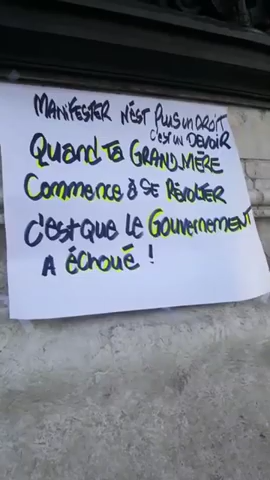 MANIFESTER N'EST PLUS UN DROIT
C'EST UN DEVOIR
Quand TA GRAND.MÈRE
Commence à SE RÉVOLTER
C'EST QUE LE GOUVERNEMENT
A ÉCHOUÉ !